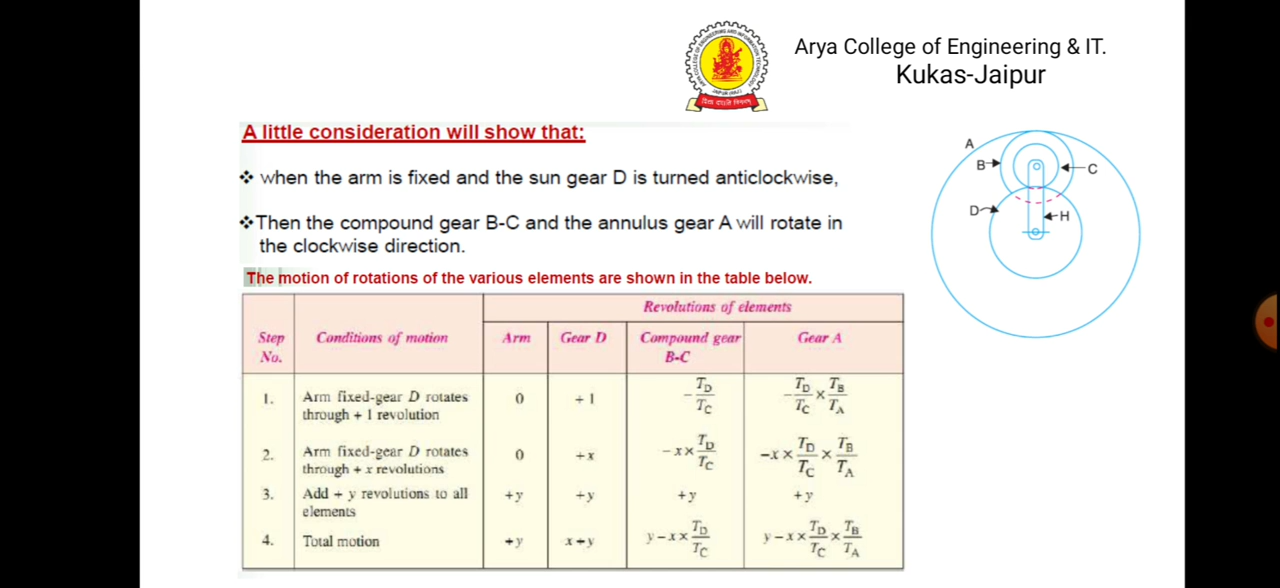 Arya College of Engineering & IT.
Kukas-Jaipur
A little consideration will show that:
❖ when the arm is fixed and the sun gear D is turned anticlockwise,
❖Then the compound gear B-C and the annulus gear A will rotate in
the clockwise direction.
The motion of rotations of the various elements are shown in the table below.
A
B
C
D
H
Revolutions of elements
Step No. Conditions of motion Arm Gear D Compound gear B-C Gear A
1. Arm fixed-gear D rotates through + 1 revolution 0 + 1 - T_D/T_C - T_D/T_C × T_B/T_A
2. Arm fixed-gear D rotates through + x revolutions 0 + x - x × T_D/T_C - x × T_D/T_C × T_B/T_A
3. Add + y revolutions to all elements + y + y + y + y
4. Total motion + y x + y y - x × T_D/T_C y - x × T_D/T_C × T_B/T_A